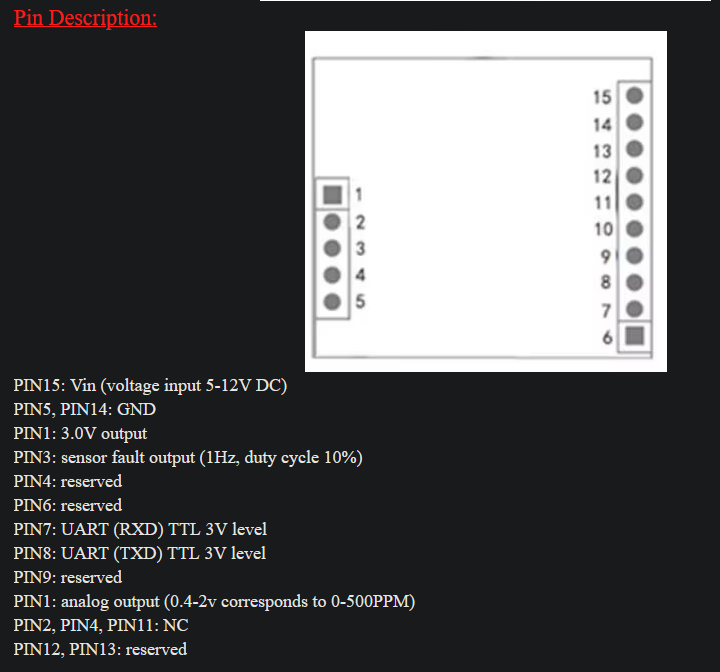 Pin Description:
15
14
13
12
1
11
2
10
3
9
4
8
5
7
6
PIN15: Vin (voltage input 5-12V DC)
PIN5, PIN14: GND
PIN1: 3.0V output
PIN3: sensor fault output (1Hz, duty cycle 10%)
PIN4: reserved
PIN6: reserved
PIN7: UART (RXD) TTL 3V level
PIN8: UART (TXD) TTL 3V level
PIN9: reserved
PIN1: analog output (0.4-2v corresponds to 0-500PPM)
PIN2, PIN4, PIN11: NC
PIN12, PIN13: reserved